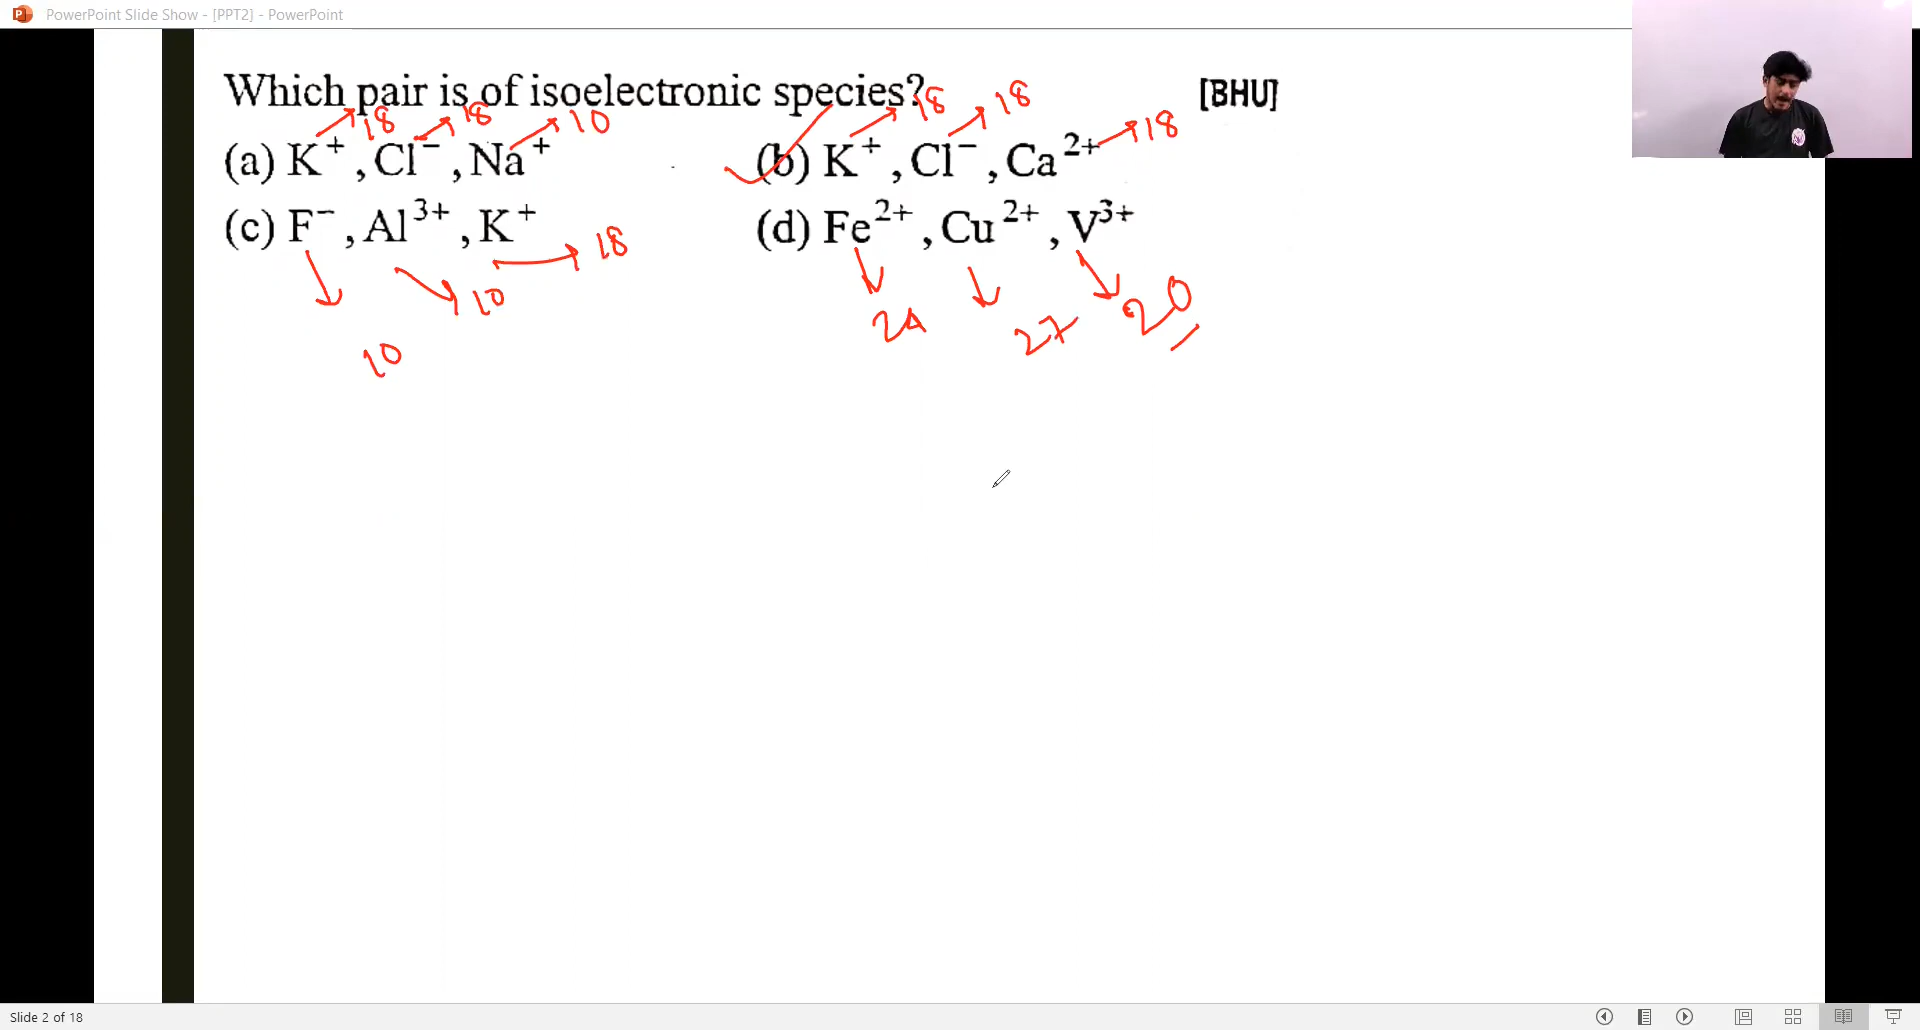 PowerPoint Slide Show - [PPT2] - PowerPoint
Which pair is of isoelectronic species? [BHU]
18 18 10 18 18 18
(a) K⁺, Cl⁻, Na⁺ (b) K⁺, Cl⁻, Ca²⁺
(c) F⁻, Al³⁺, K⁺ (d) Fe²⁺, Cu²⁺, V³⁺
10 10 18 24 27 20
Slide 2 of 18